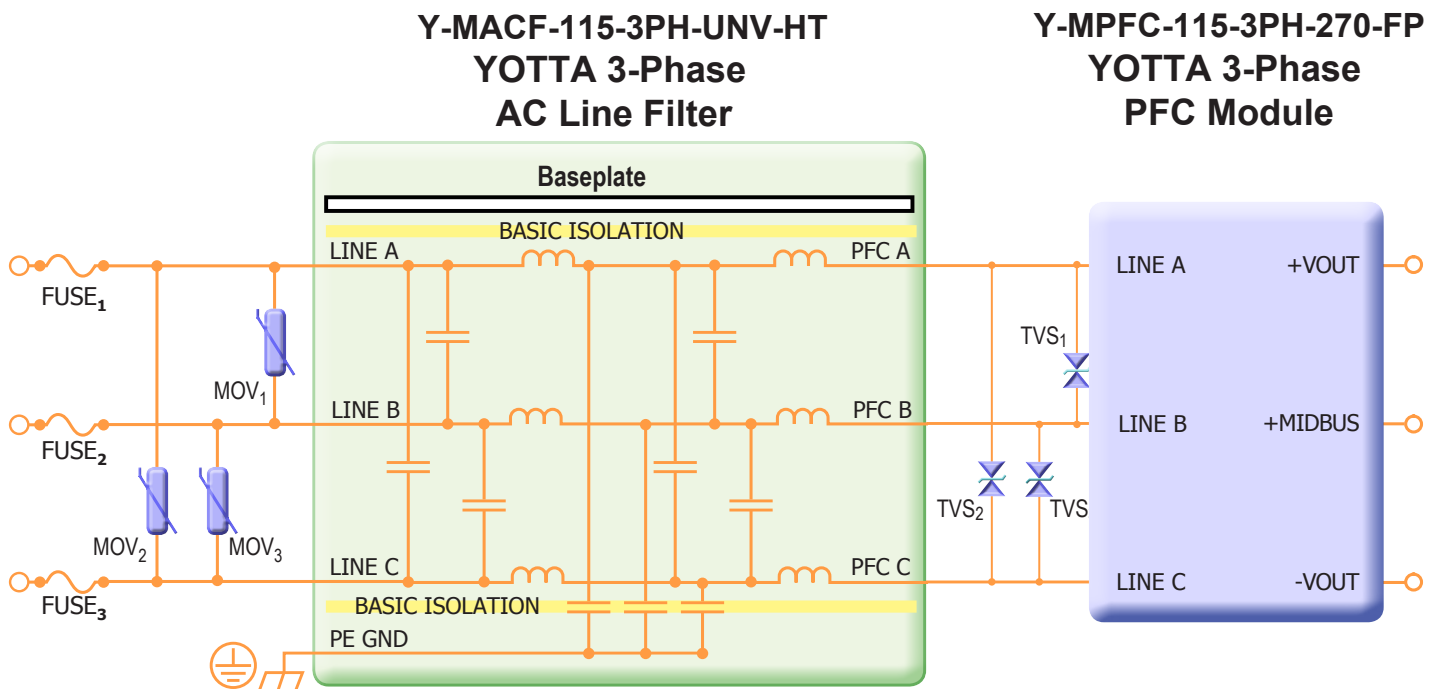 Y-MACF-115-3PH-UNV-HT
YOTTA 3-Phase
AC Line Filter
Y-MPFC-115-3PH-270-FP
YOTTA 3-Phase
PFC Module
Baseplate
BASIC ISOLATION
LINE A
PFC A
LINE A
+VOUT
FUSE1
TVS1
MOV1
LINE B
PFC B
LINE B
+MIDBUS
FUSE2
MOV2
MOV3
TVS2
TVS
LINE C
PFC C
LINE C
-VOUT
FUSE3
BASIC ISOLATION
PE GND